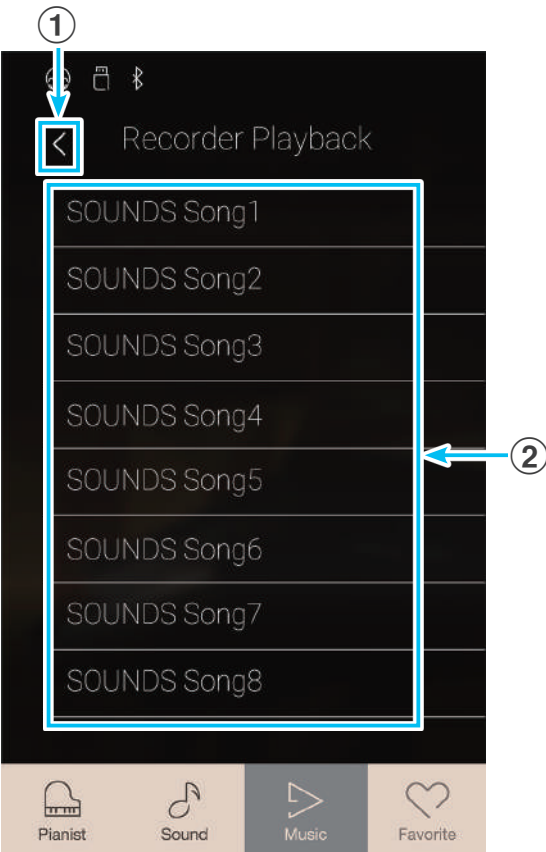 ①
Recorder Playback
SOUNDS Song1
SOUNDS Song2
SOUNDS Song3
SOUNDS Song4
②
SOUNDS Song5
SOUNDS Song6
SOUNDS Song7
SOUNDS Song8
Pianist Sound Music Favorite